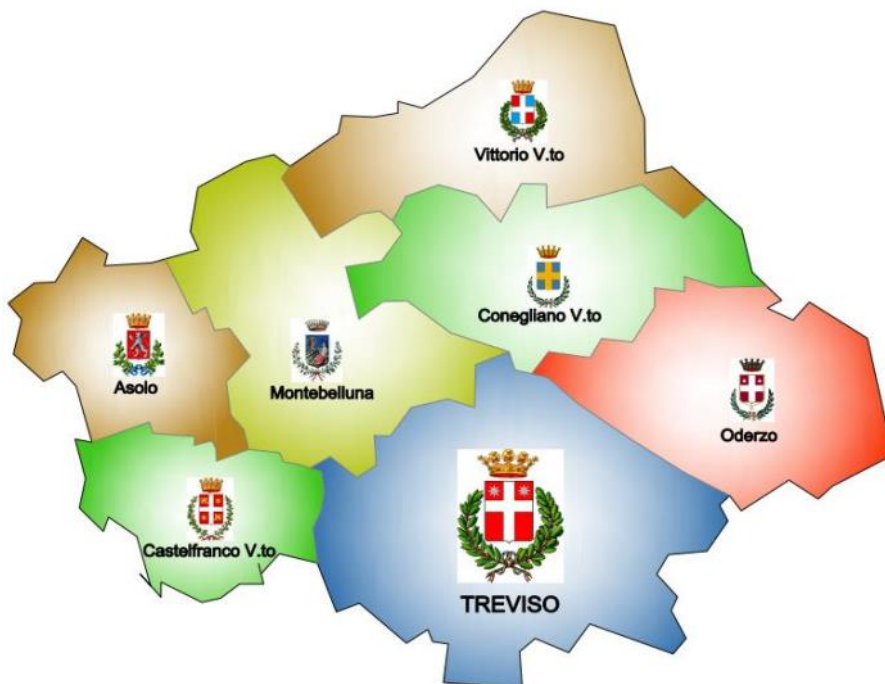 Vittorio V.to
Conegliano V.to
Asolo
Montebelluna
Oderzo
Castelfranco V.to
TREVISO